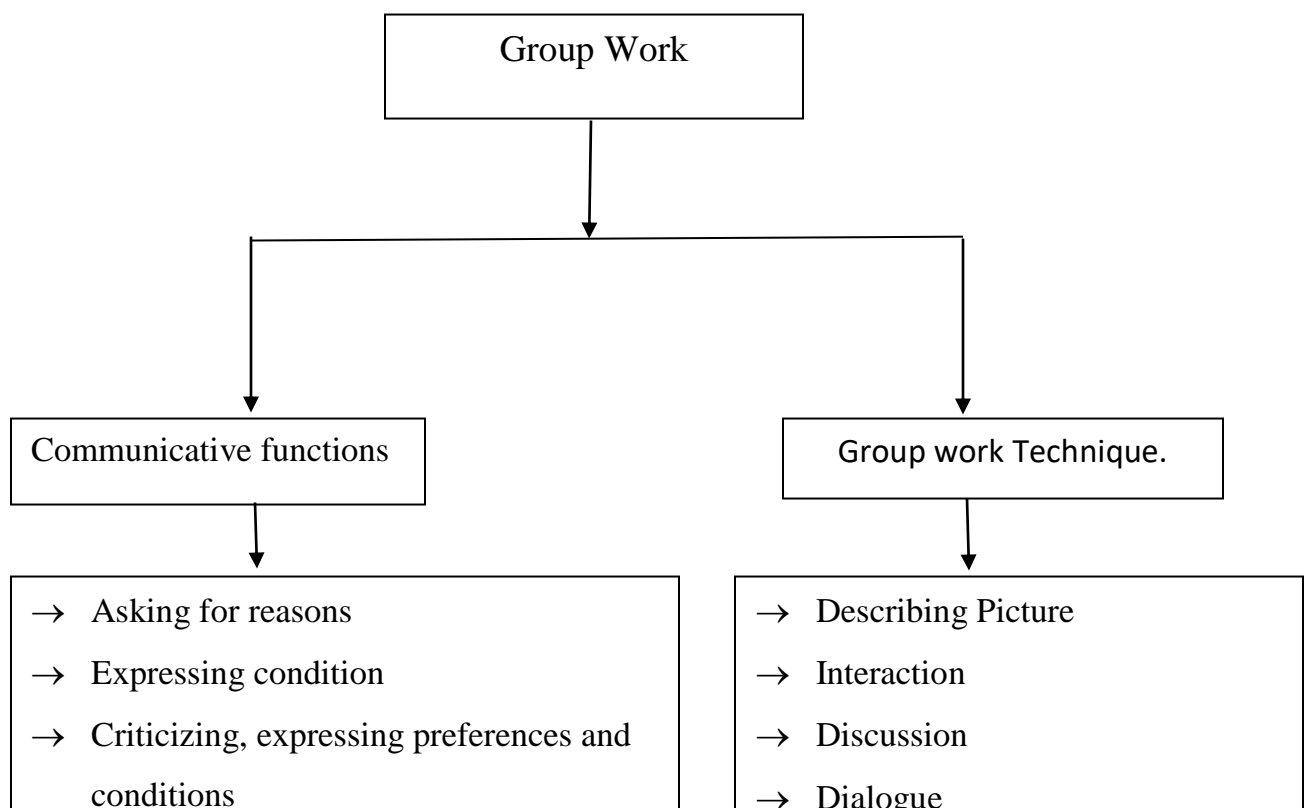 Group Work
Communicative functions
Group work Technique.
→ Asking for reasons
→ Expressing condition
→ Criticizing, expressing preferences and
conditions
→ Describing Picture
→ Interaction
→ Discussion
→ Dialogue